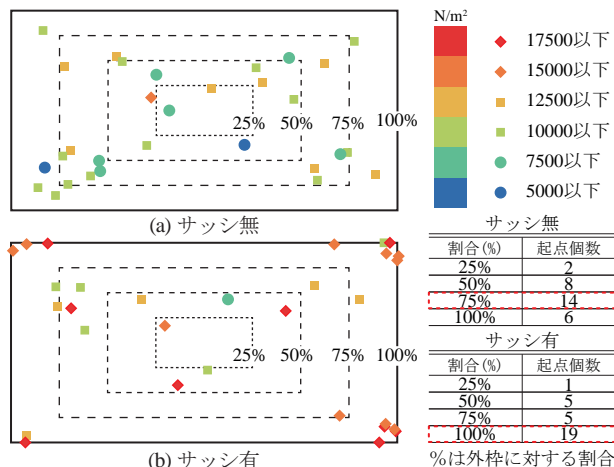 N/m²
17500以下
15000以下
12500以下
10000以下
7500以下
5000以下
25% 50% 75% 100%
(a) サッシ無
25% 50% 75% 100%
(b) サッシ有
サッシ無
割合(%) 起点個数
25% 2
50% 8
75% 14
100% 6
サッシ有
割合(%) 起点個数
25% 1
50% 5
75% 5
100% 19
%は外枠に対する割合